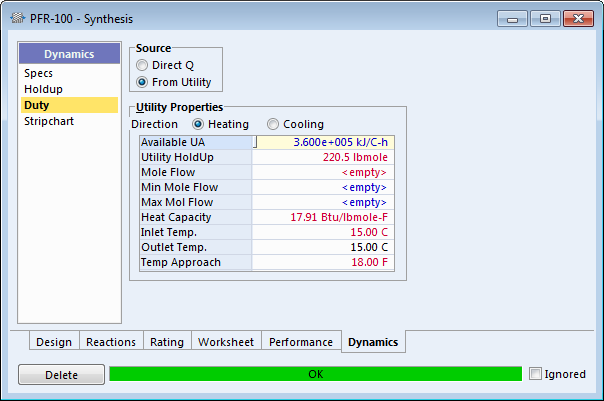 PFR-100 - Synthesis
Dynamics
Specs
Holdup
Duty
Stripchart
Source
Direct Q
From Utility
Utility Properties
Direction Heating Cooling
Available UA 3.600e+005 kJ/C-h
Utility HoldUp 220.5 lbmole
Mole Flow <empty>
Min Mole Flow <empty>
Max Mol Flow <empty>
Heat Capacity 17.91 Btu/lbmole-F
Inlet Temp. 15.00 C
Outlet Temp. 15.00 C
Temp Approach 18.00 F
Design Reactions Rating Worksheet Performance Dynamics
Delete OK Ignored